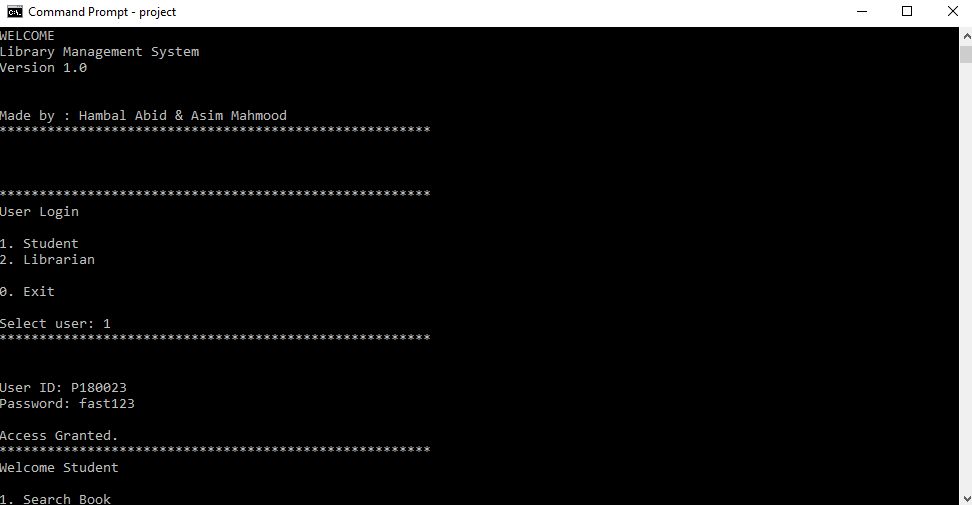 Command Prompt - project
WELCOME
Library Management System
Version 1.0
Made by : Hambal Abid & Asim Mahmood
******************************************************
******************************************************
User Login
1. Student
2. Librarian
0. Exit
Select user: 1
******************************************************
User ID: P180023
Password: fast123
Access Granted.
******************************************************
Welcome Student
1. Search Book